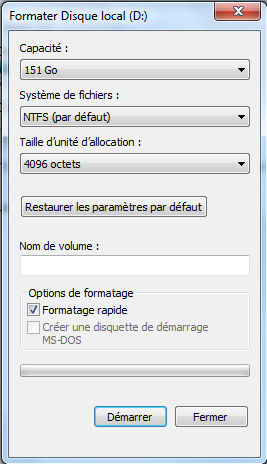 Formater Disque local (D:)
Capacité :
151 Go
Système de fichiers :
NTFS (par défaut)
Taille d'unité d'allocation :
4096 octets
Restaurer les paramètres par défaut
Nom de volume :
Options de formatage
Formatage rapide
Créer une disquette de démarrage
MS-DOS
Démarrer
Fermer